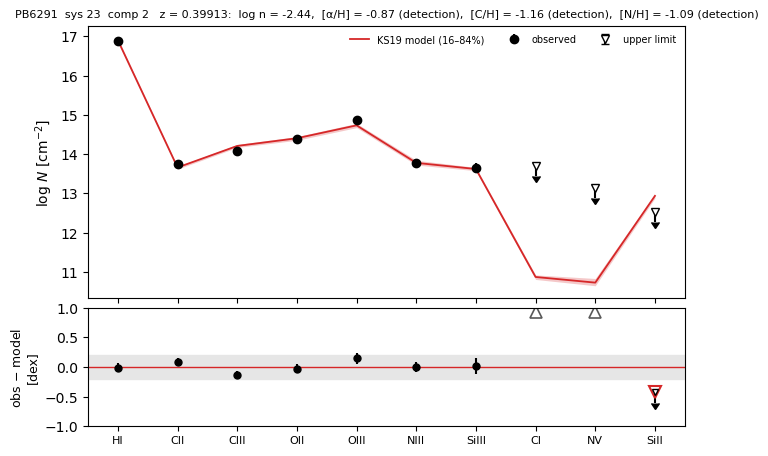 PB6291 sys 23 comp 2 z = 0.39913: log n = -2.44, [α/H] = -0.87 (detection), [C/H] = -1.16 (detection), [N/H] = -1.09 (detection)
KS19 model (16–84%)
observed
upper limit
log N [cm⁻²]
17
16
15
14
13
12
11
obs − model
[dex]
1.0
0.5
0.0
−0.5
−1.0
HI CII CIII OII OIII NIII SiIII CI NV SiII